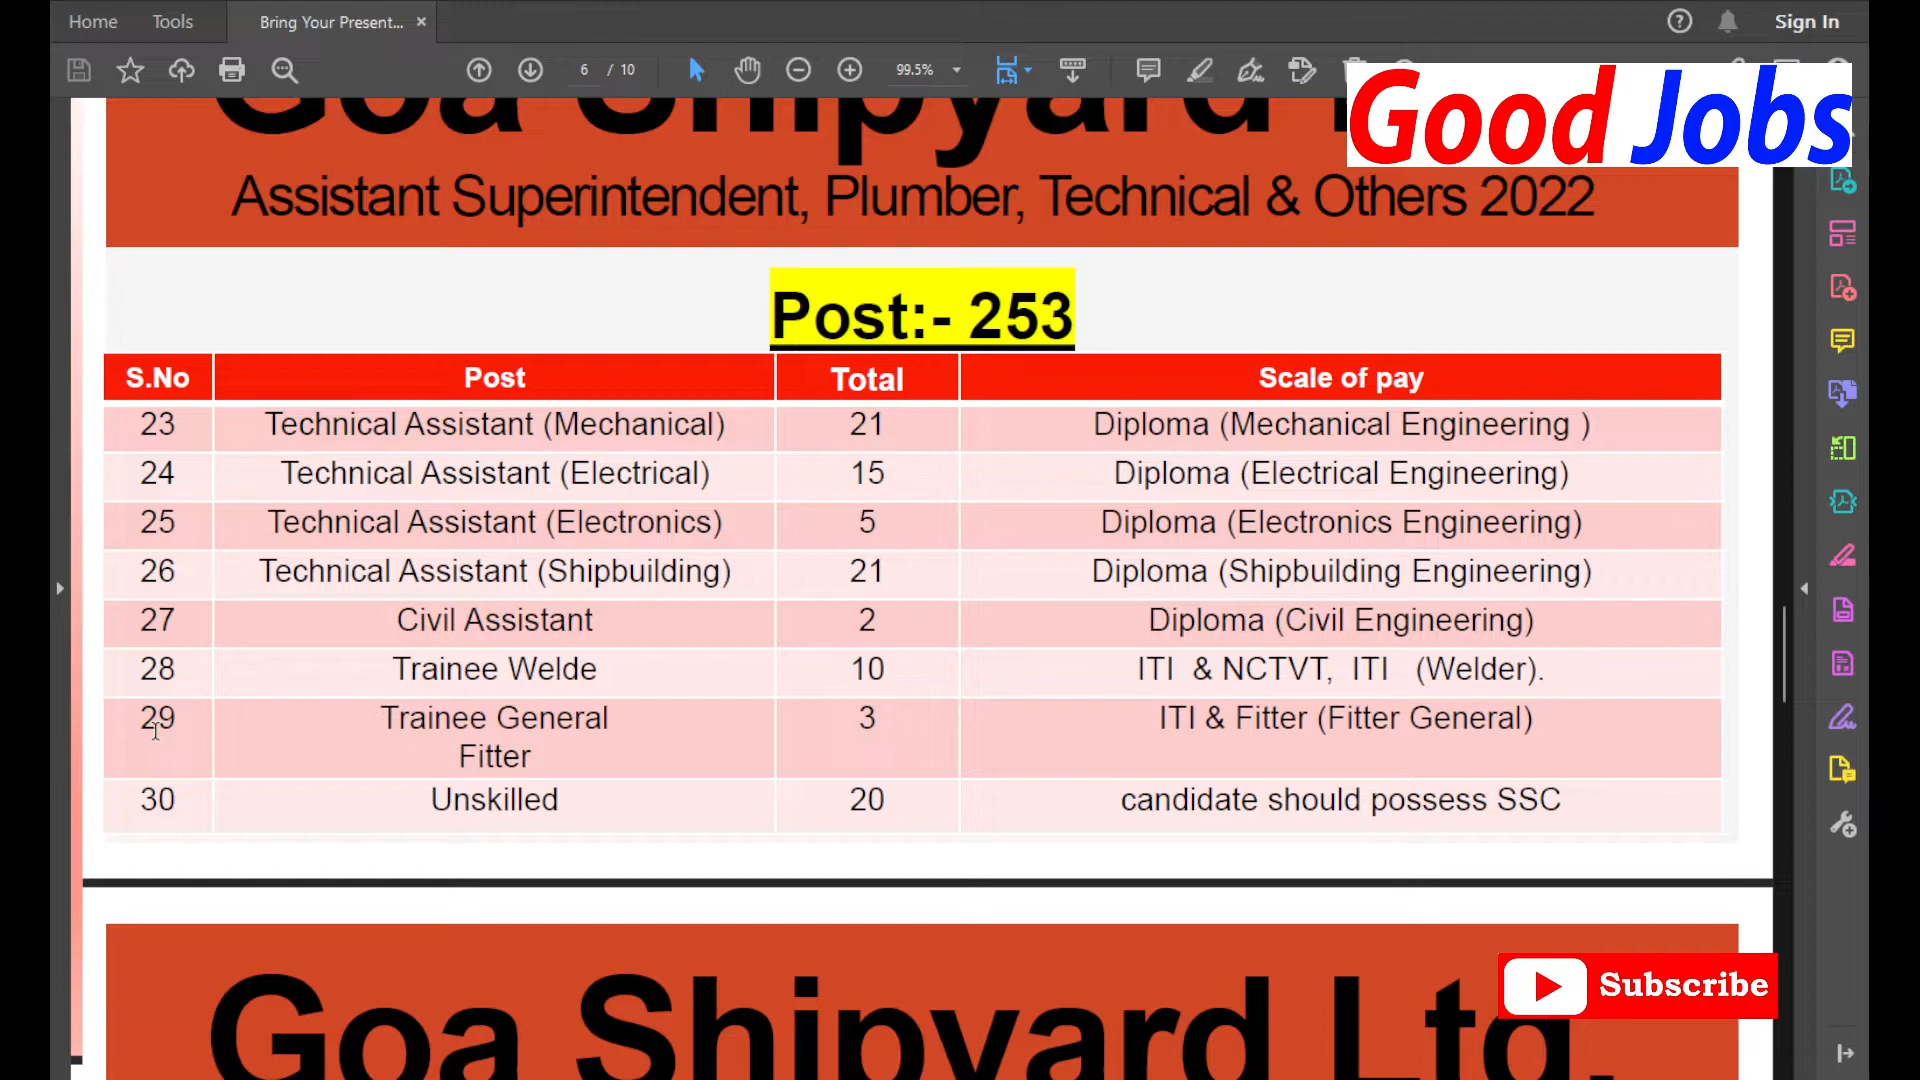 Home Tools Bring Your Present... × Sign In
6 / 10 99.5%
Good Jobs
Goa Shipyard
Assistant Superintendent, Plumber, Technical & Others 2022
Post:- 253
S.No Post Total Scale of pay
23 Technical Assistant (Mechanical) 21 Diploma (Mechanical Engineering )
24 Technical Assistant (Electrical) 15 Diploma (Electrical Engineering)
25 Technical Assistant (Electronics) 5 Diploma (Electronics Engineering)
26 Technical Assistant (Shipbuilding) 21 Diploma (Shipbuilding Engineering)
27 Civil Assistant 2 Diploma (Civil Engineering)
28 Trainee Welde 10 ITI & NCTVT, ITI (Welder).
29 Trainee General 3 ITI & Fitter (Fitter General)
Fitter
30 Unskilled 20 candidate should possess SSC
Subscribe
Goa Shipyard Ltd.